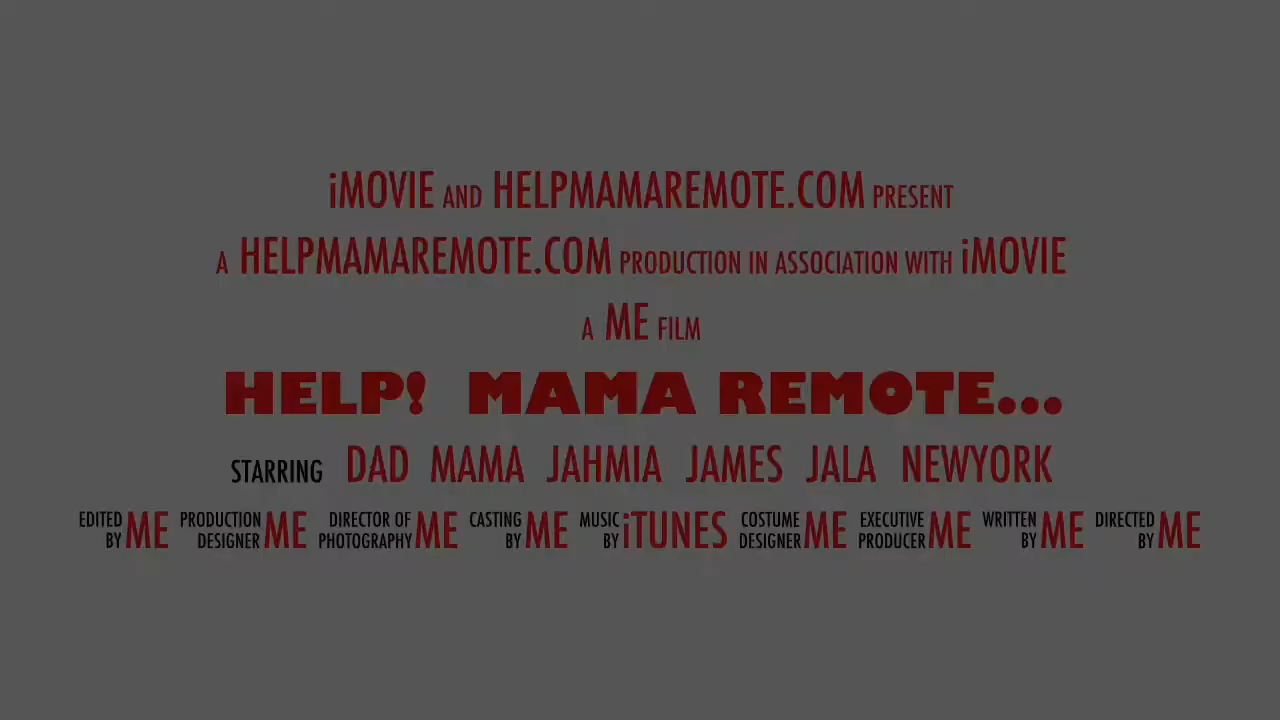 iMOVIE AND HELPMAMAREMOTE.COM PRESENT
A HELPMAMAREMOTE.COM PRODUCTION IN ASSOCIATION WITH iMOVIE
A ME FILM
HELP! MAMA REMOTE...
STARRING DAD MAMA JAHMIA JAMES JALA NEWYORK
EDITED BY ME PRODUCTION DESIGNER ME DIRECTOR OF PHOTOGRAPHY ME CASTING BY ME MUSIC BY iTUNES COSTUME DESIGNER ME EXECUTIVE PRODUCER ME WRITTEN BY ME DIRECTED BY ME